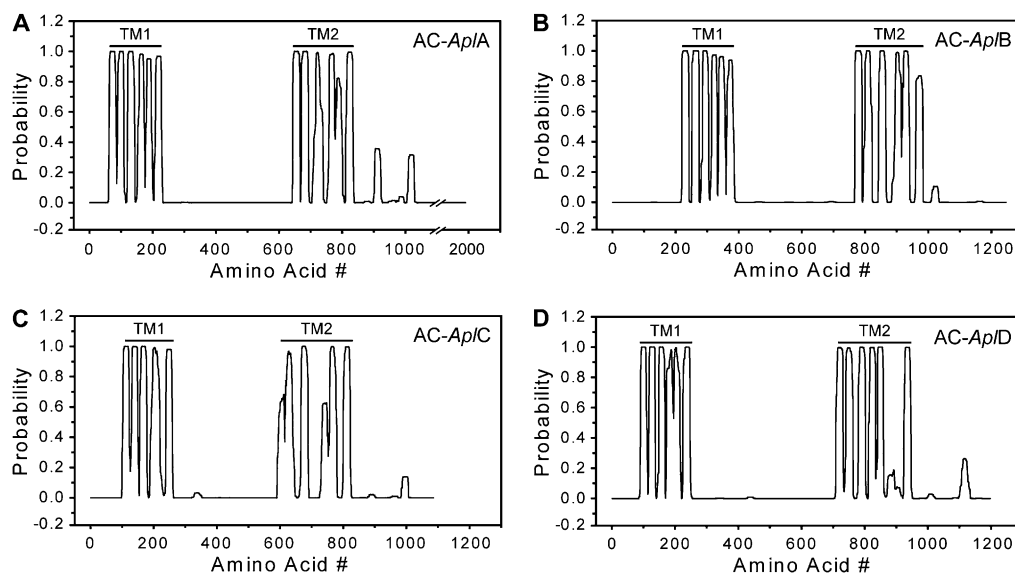 A
AC-AplA
TM1
TM2
Probability
1.2
1.0
0.8
0.6
0.4
0.2
0.0
-0.2
0 200 400 600 800 1000 2000
Amino Acid #
B
AC-AplB
TM1
TM2
Probability
1.2
1.0
0.8
0.6
0.4
0.2
0.0
-0.2
0 200 400 600 800 1000 1200
Amino Acid #
C
AC-AplC
TM1
TM2
Probability
1.2
1.0
0.8
0.6
0.4
0.2
0.0
-0.2
0 200 400 600 800 1000 1200
Amino Acid #
D
AC-AplD
TM1
TM2
Probability
1.2
1.0
0.8
0.6
0.4
0.2
0.0
-0.2
0 200 400 600 800 1000 1200
Amino Acid #